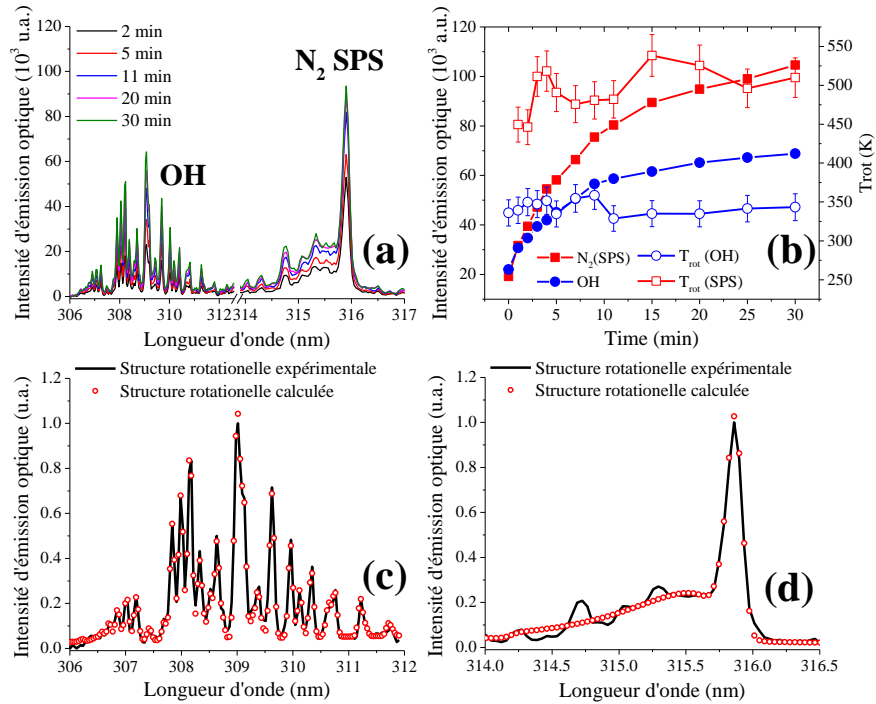 Intensité d'émission optique (10³ u.a.)
120
100
80
60
40
20
0
2 min
5 min
11 min
20 min
30 min
OH
N₂ SPS
(a)
306 308 310 312 314 315 316 317
Longueur d'onde (nm)
Intensité d'émission optique (10³ a.u.)
120
100
80
60
40
20
N₂(SPS) T_rot (OH)
OH T_rot (SPS)
(b)
0 5 10 15 20 25 30
Time (min)
550
500
450
400
350
300
250
Trot (K)
Structure rotationelle expérimentale
Structure rotationelle calculée
Intensité d'émission optique (u.a.)
1.0
0.8
0.6
0.4
0.2
0.0
(c)
306 307 308 309 310 311 312
Longueur d'onde (nm)
Structure rotationelle expérimentale
Structure rotationelle calculée
Intensité d'émission optique (u.a.)
1.0
0.8
0.6
0.4
0.2
0.0
(d)
314.0 314.5 315.0 315.5 316.0 316.5
Longueur d'onde (nm)